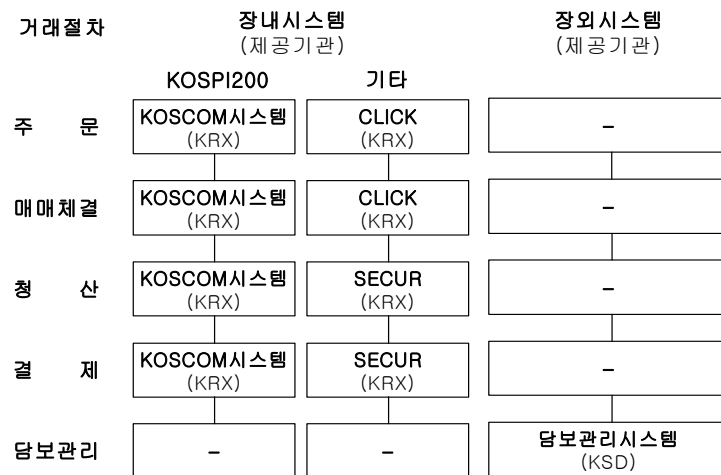 거래절차 장내시스템 장외시스템
(제공기관) (제공기관)
KOSPI200 기타
주 문 KOSCOM시스템 CLICK –
(KRX) (KRX)
매매체결 KOSCOM시스템 CLICK –
(KRX) (KRX)
청 산 KOSCOM시스템 SECUR –
(KRX) (KRX)
결 제 KOSCOM시스템 SECUR –
(KRX) (KRX)
담보관리 – – 담보관리시스템
(KSD)